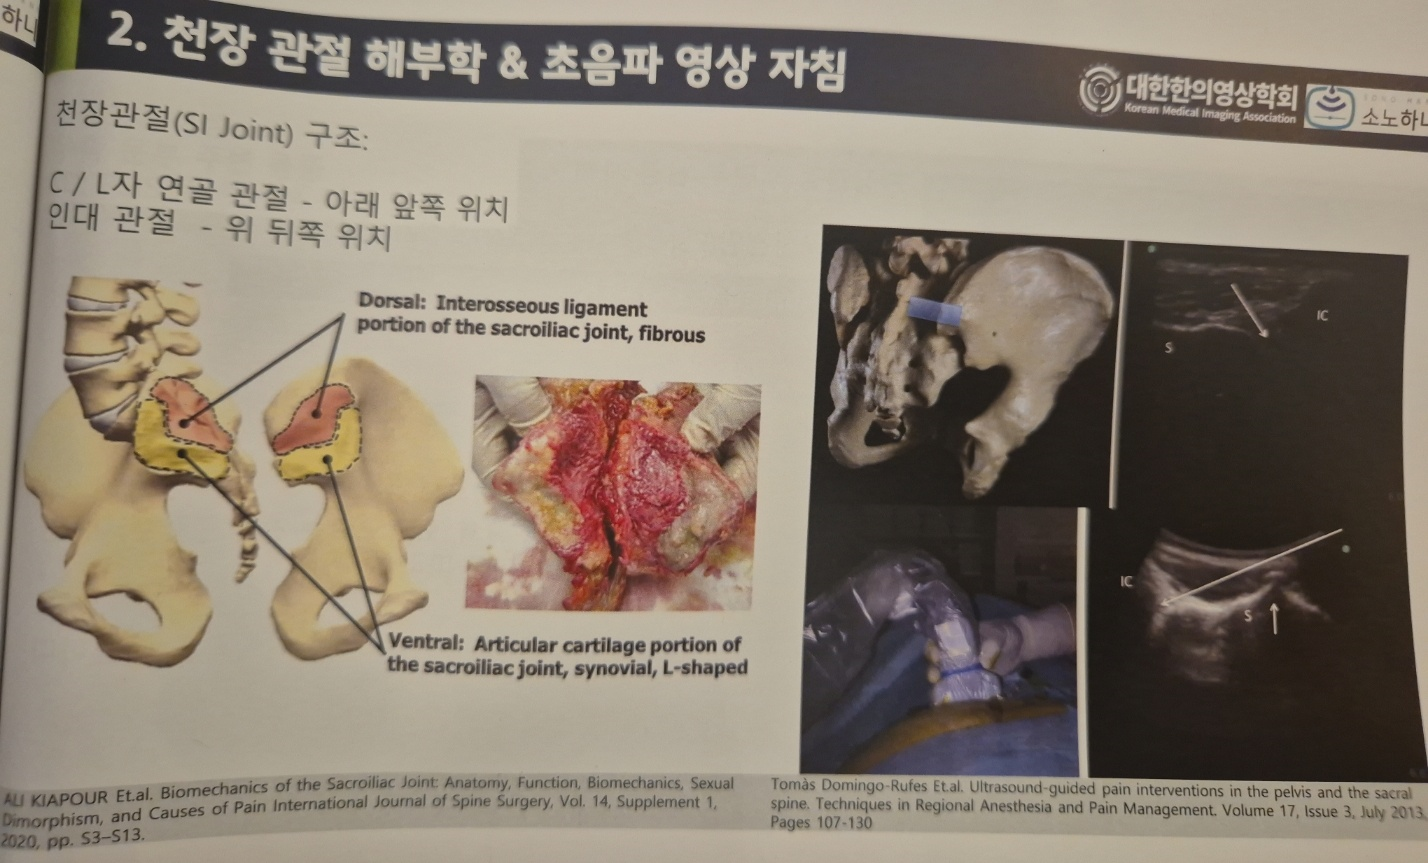 하니
2. 천장 관절 해부학 & 초음파 영상 자침
대한한의영상학회
Korean Medical Imaging Association
소노하니
천장관절(SI Joint) 구조:
C / L자 연골 관절 - 아래 앞쪽 위치
인대 관절 - 위 뒤쪽 위치
Dorsal: Interosseous ligament
portion of the sacroiliac joint, fibrous
Ventral: Articular cartilage portion of
the sacroiliac joint, synovial, L-shaped
IC
S
IC
S
ALI KIAPOUR Et.al. Biomechanics of the Sacroiliac Joint: Anatomy, Function, Biomechanics, Sexual
Dimorphism, and Causes of Pain International Journal of Spine Surgery, Vol. 14, Supplement 1,
2020, pp. S3–S13.
Tomàs Domingo-Rufes Et.al. Ultrasound-guided pain interventions in the pelvis and the sacral
spine. Techniques in Regional Anesthesia and Pain Management. Volume 17, Issue 3, July 2013,
Pages 107-130